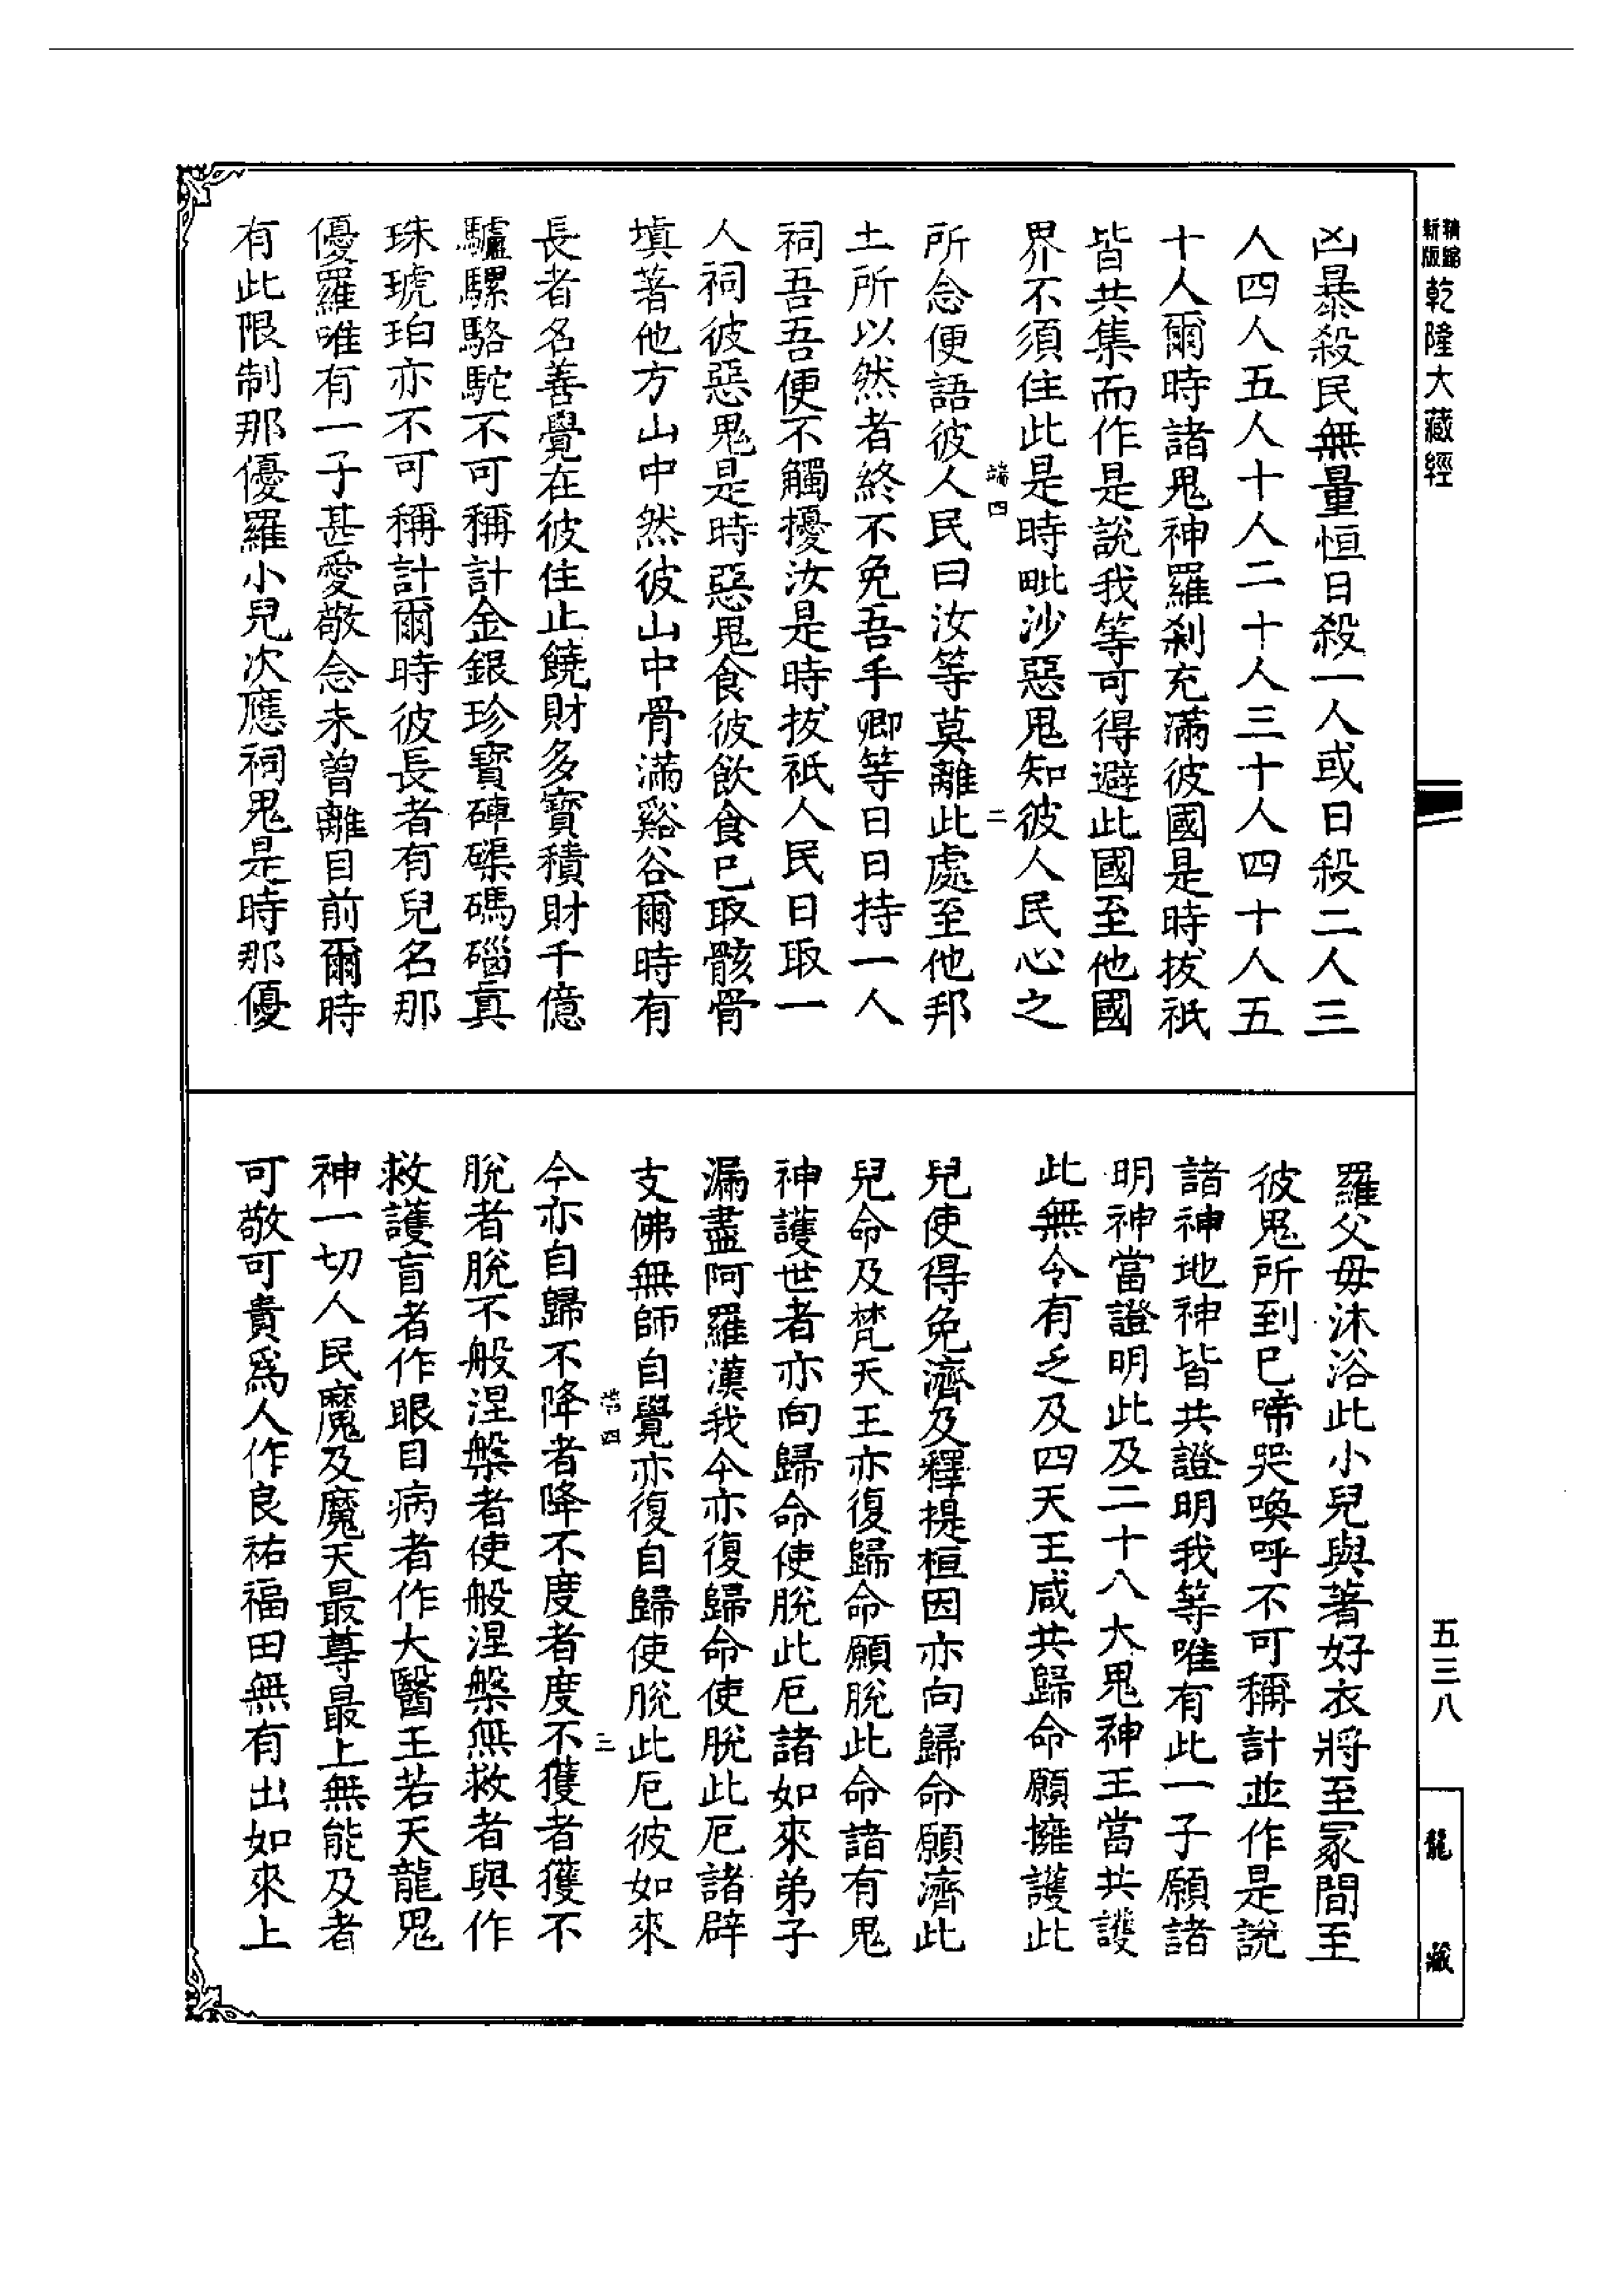 新版
精縮
乾隆大藏經
凶暴殺民無量恒日殺一人或日殺二人三
人四人五人十人二十人三十人四十人五
十人爾時諸鬼神羅刹充滿彼國是時拔祇
皆共集而作是說我等可得避此國至他國
界不須住此是時毗沙惡鬼知彼人民心之
端四
二
所念便語彼人民曰汝等莫離此處至他邦
土所以然者終不免吾手卿等日日持一人
祠吾吾便不觸擾汝是時拔祇人民日取一
人祠彼惡鬼是時惡鬼食彼飲食已取骸骨
填著他方山中然彼山中骨滿谿谷爾時有
長者名善覺在彼住止饒財多寶積財千億
驢騾駱駝不可稱計金銀珍寶硨磲碼碯真
珠琥珀亦不可稱計爾時彼長者有兒名那
優羅唯有一子甚愛敬念未曾離目前爾時
有此限制那優羅小兒次應祠鬼是時那優
羅父母沐浴此小兒與著好衣將至冢間至
彼鬼所到已啼哭喚呼不可稱計並作是說
諸神地神皆共證明我等唯有此一子願諸
明神當證明此及二十八大鬼神王當共護
此無令有乏及四天王咸共歸命願擁護此
兒使得免濟及釋提桓因亦向歸命願濟此
兒命及梵天王亦復歸命願脫此命諸有鬼
神護世者亦向歸命使脫此厄諸如來弟子
漏盡阿羅漢我今亦復歸命使脫此厄諸辟
支佛無師自覺亦復自歸使脫此厄彼如來
端四
三
今亦自歸不降者降不度者度不獲者獲不
脫者脫不般涅槃者使般涅槃無救者與作
救護盲者作眼目病者作大醫王若天龍鬼
神一切人民魔及魔天最尊最上無能及者
可敬可貴為人作良祐福田無有出如來上
五三八
龍藏